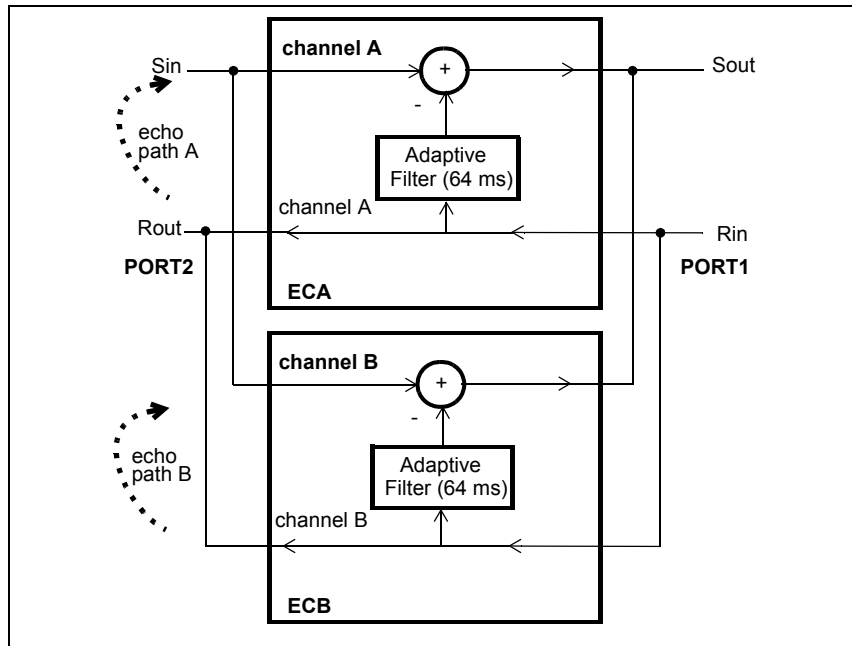 channel A
Sin
+
Sout
-
echo
path A
Adaptive
Filter (64 ms)
channel A
Rout
Rin
PORT2
PORT1
ECA
channel B
+
-
echo
path B
Adaptive
Filter (64 ms)
channel B
ECB